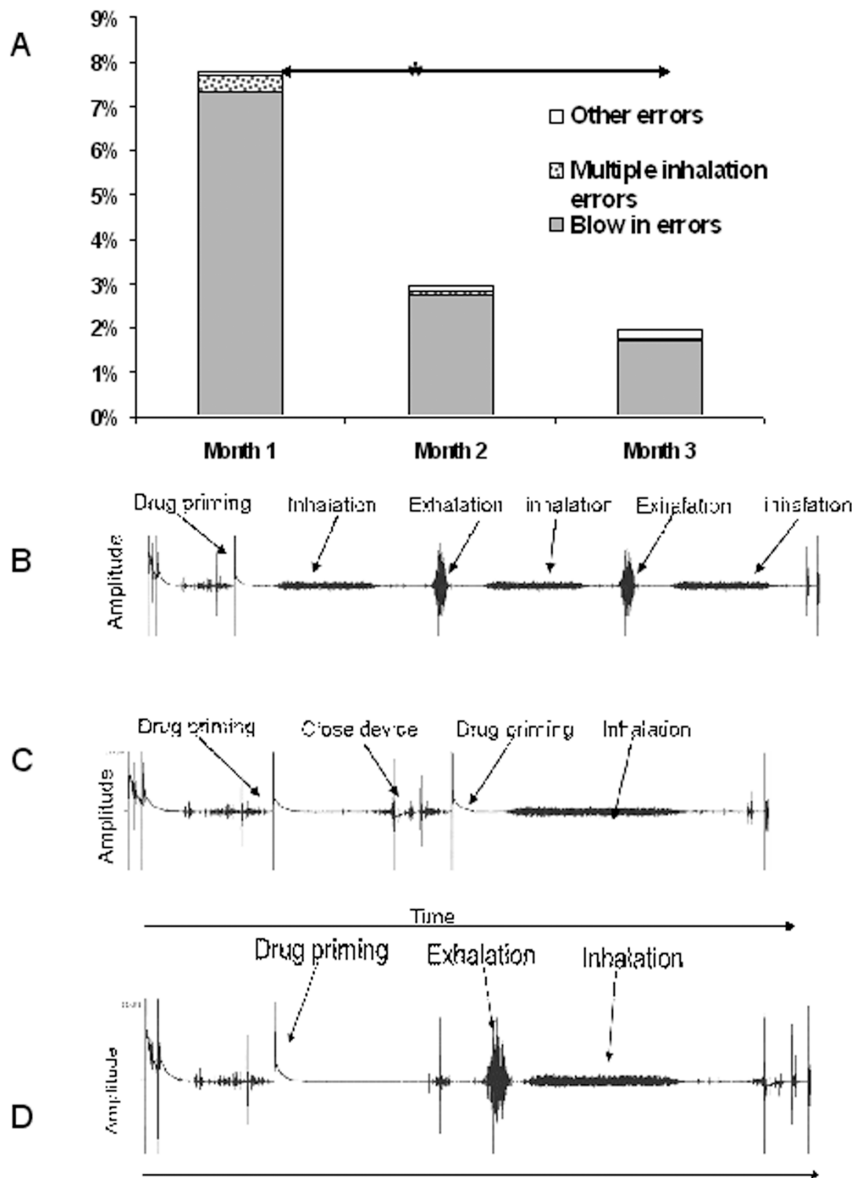 A
9%
8%
7%
6%
5%
4%
3%
2%
1%
0%
*
Other errors
Multiple inhalation
errors
Blow in errors
Month 1 Month 2 Month 3
B
Drug priming Inhalation Exhalation inhalation Exhalation inhalation
Amplitude
C
Drug priming Close device Drug priming Inhalation
Amplitude
Time
Drug priming Exhalation Inhalation
Amplitude
D